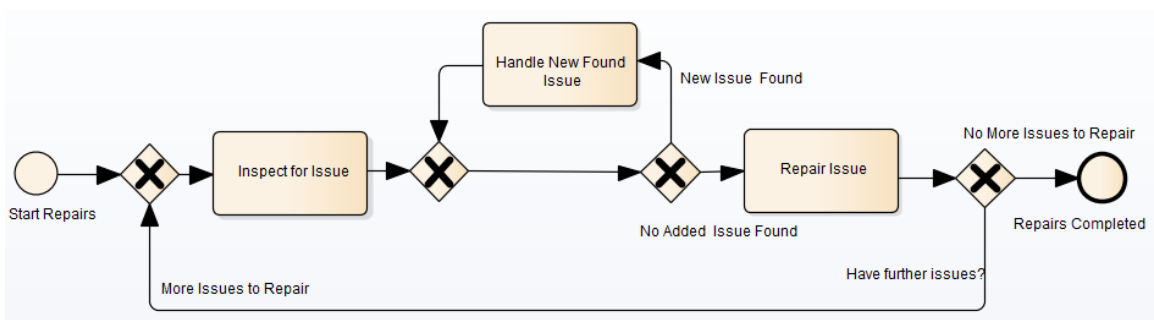 Handle New Found
Issue
New Issue Found
No More Issues to Repair
Inspect for Issue
Repair Issue
Start Repairs
No Added Issue Found
Repairs Completed
Have further issues?
More Issues to Repair